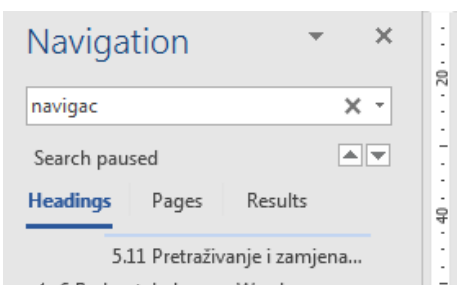 Navigation
navigac
Search paused
Headings Pages Results
5.11 Pretraživanje i zamjena...
20
40